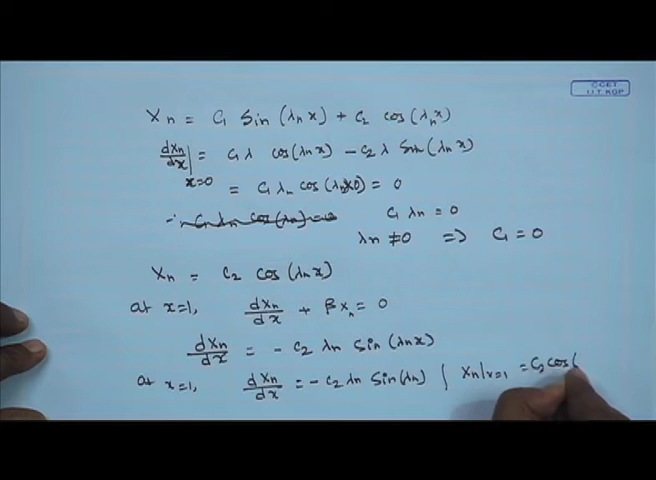 CCET
I.I.T. KGP
Xn = C1 Sin (λn x) + C2 cos (λn x)
dXn/dx | x=0 = C1 λ cos (λn x) - C2 λ Sin (λn x)
= C1 λn cos (λn x 0) = 0
C1 λn = 0
λn ≠ 0 => C1 = 0
Xn = C2 cos (λn x)
at x=1, dXn/dx + β Xn = 0
dXn/dx = - C2 λn Sin (λn x)
At x=1, dXn/dx = - C2 λn Sin (λn) | Xn|x=1 = C2 cos (